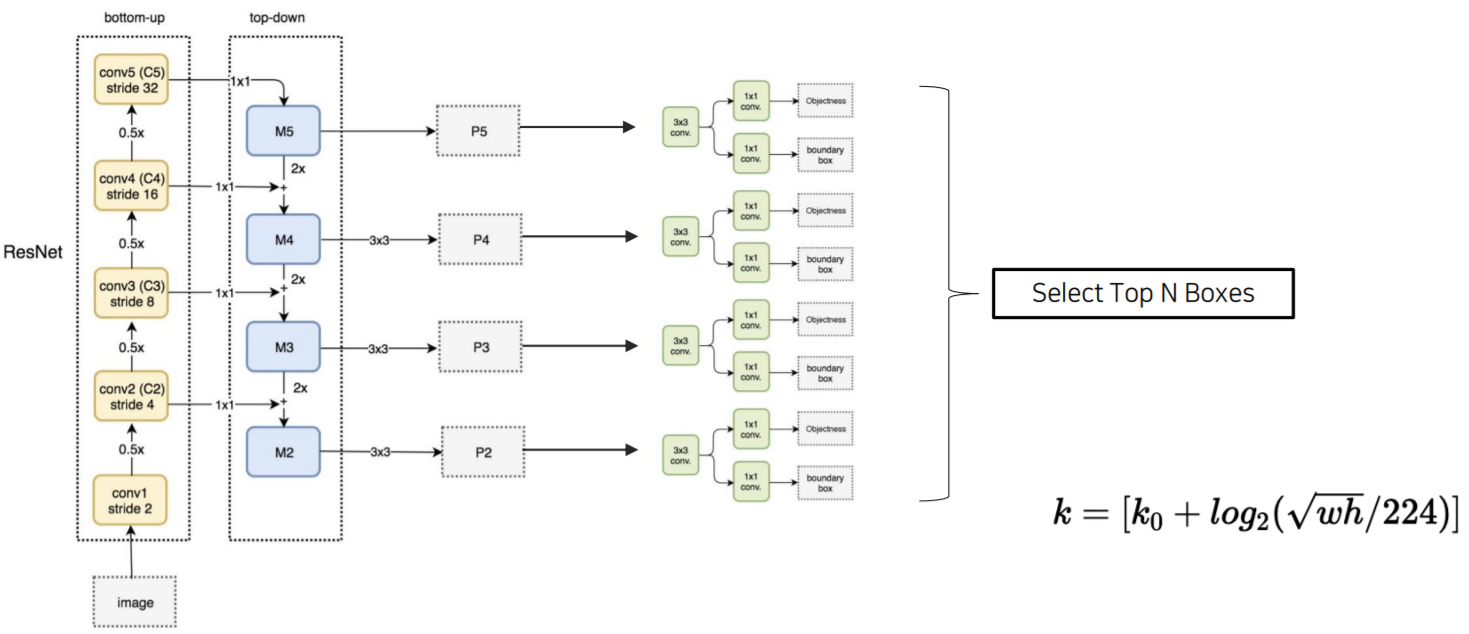 bottom-up
top-down
conv5 (C5)
stride 32
1x1
M5
P5
0.5x
2x
conv4 (C4)
stride 16
1x1
+
M4
3x3
P4
0.5x
2x
ResNet
conv3 (C3)
stride 8
1x1
+
M3
3x3
P3
0.5x
2x
conv2 (C2)
stride 4
1x1
+
M2
3x3
P2
0.5x
conv1
stride 2
image
3x3
conv.
1x1
conv.
Objectness
1x1
conv.
boundary
box
3x3
conv.
1x1
conv.
Objectness
1x1
conv.
boundary
box
3x3
conv.
1x1
conv.
Objectness
1x1
conv.
boundary
box
3x3
conv.
1x1
conv.
Objectness
1x1
conv.
boundary
box
Select Top N Boxes
k = [k₀ + log₂(√wh/224)]